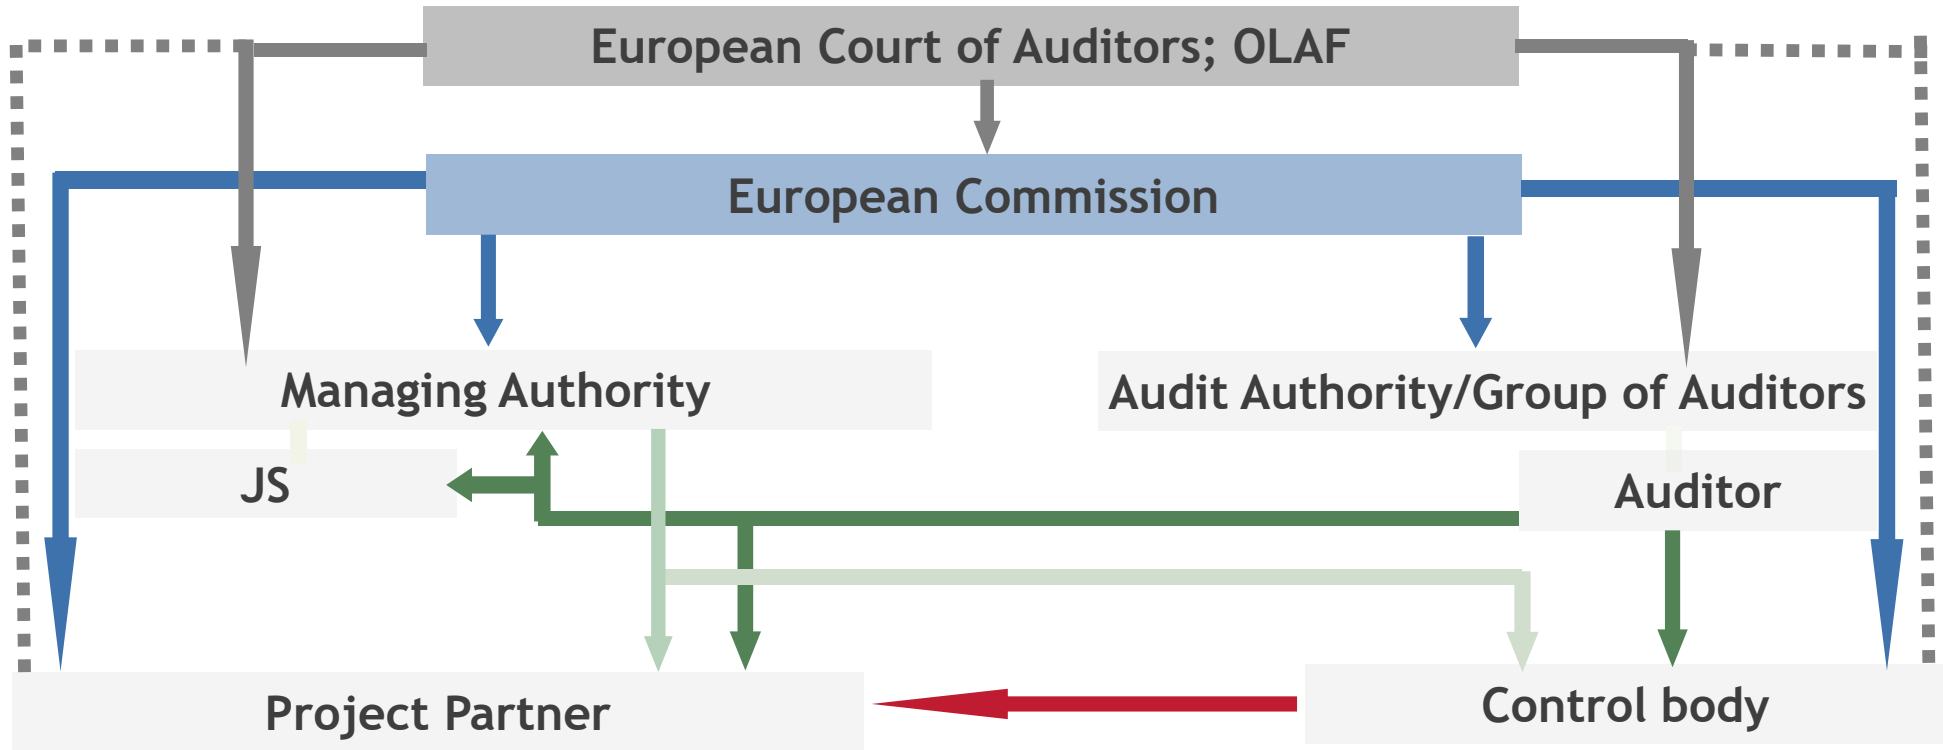 European Court of Auditors; OLAF
European Commission
Managing Authority
Audit Authority/Group of Auditors
JS
Auditor
Project Partner
Control body